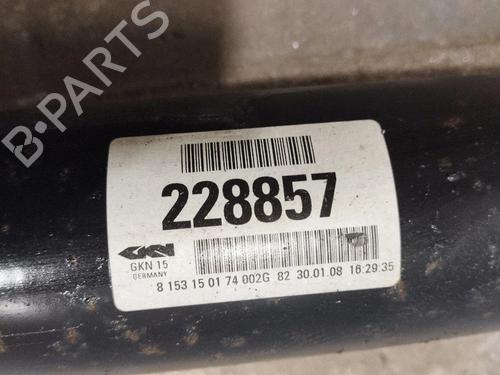 B-PARTS
228857
GKN
GKN 15
GERMANY
8 153 15 01 74 002G 82 30.01.08 16:29:35